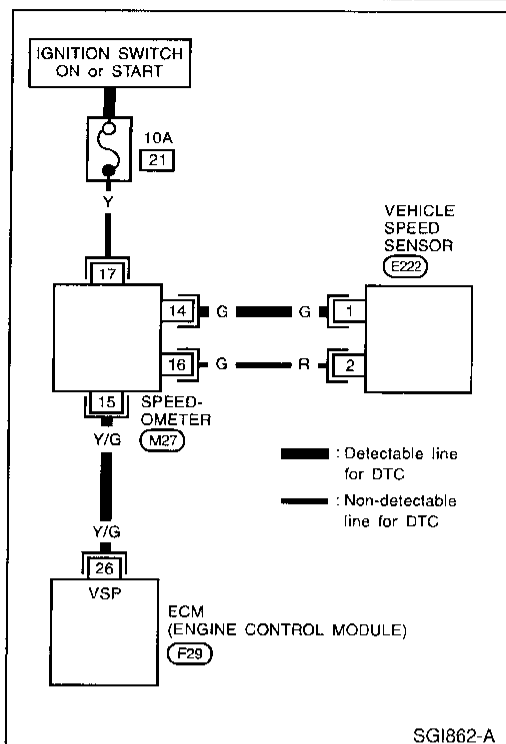 IGNITION SWITCH
ON or START
10A
21
Y
17
VEHICLE
SPEED
SENSOR
E222
14 G G 1
16 G R 2
15
SPEED-
OMETER
M27
Y/G
: Detectable line
for DTC
: Non-detectable
line for DTC
Y/G
26
VSP
ECM
(ENGINE CONTROL MODULE)
F29
SGI862-A